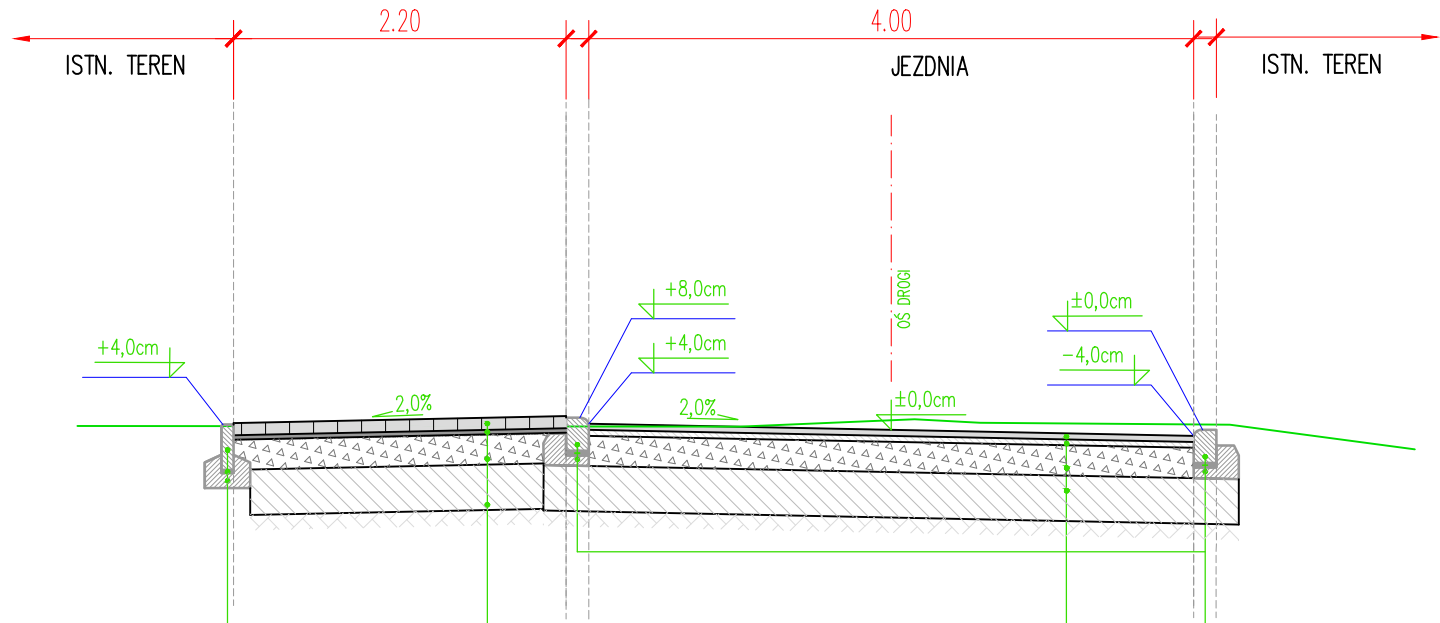 2.20
4.00
ISTN. TEREN
JEZDNIA
ISTN. TEREN
OŚ DROGI
+8,0cm
±0,0cm
+4,0cm
+4,0cm
-4,0cm
2,0%
2,0%
±0,0cm